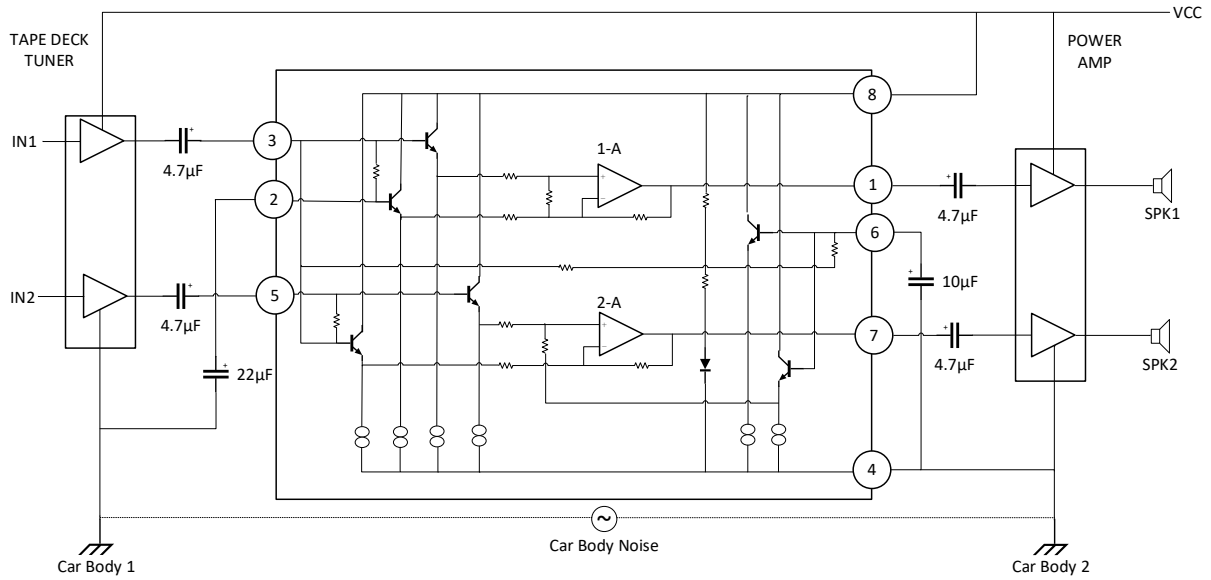 VCC
TAPE DECK
TUNER
POWER
AMP
8
IN1
4.7µF
3
1-A
+
−
1
4.7µF
SPK1
2
6
IN2
4.7µF
5
10µF
2-A
+
−
7
4.7µF
SPK2
22µF
4
~
Car Body Noise
Car Body 1
Car Body 2